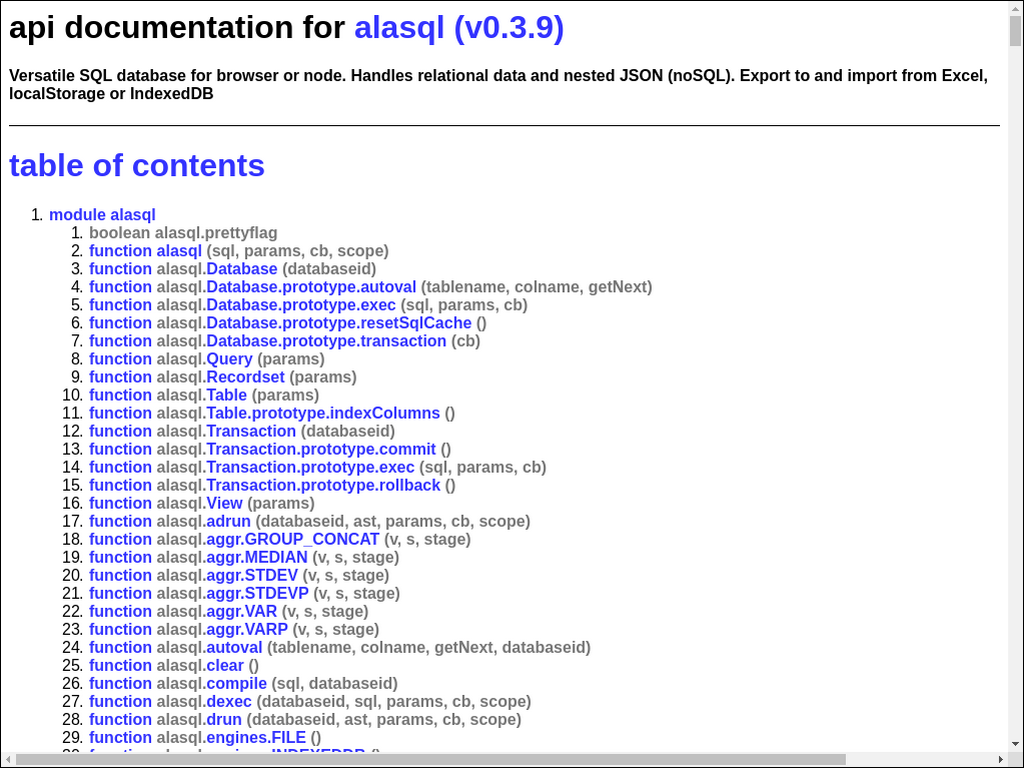 api documentation for alasql (v0.3.9)
Versatile SQL database for browser or node. Handles relational data and nested JSON (noSQL). Export to and import from Excel,
localStorage or IndexedDB
table of contents
1. module alasql
1. boolean alasql.prettyflag
2. function alasql (sql, params, cb, scope)
3. function alasql.Database (databaseid)
4. function alasql.Database.prototype.autoval (tablename, colname, getNext)
5. function alasql.Database.prototype.exec (sql, params, cb)
6. function alasql.Database.prototype.resetSqlCache ()
7. function alasql.Database.prototype.transaction (cb)
8. function alasql.Query (params)
9. function alasql.Recordset (params)
10. function alasql.Table (params)
11. function alasql.Table.prototype.indexColumns ()
12. function alasql.Transaction (databaseid)
13. function alasql.Transaction.prototype.commit ()
14. function alasql.Transaction.prototype.exec (sql, params, cb)
15. function alasql.Transaction.prototype.rollback ()
16. function alasql.View (params)
17. function alasql.adrun (databaseid, ast, params, cb, scope)
18. function alasql.aggr.GROUP_CONCAT (v, s, stage)
19. function alasql.aggr.MEDIAN (v, s, stage)
20. function alasql.aggr.STDEV (v, s, stage)
21. function alasql.aggr.STDEVP (v, s, stage)
22. function alasql.aggr.VAR (v, s, stage)
23. function alasql.aggr.VARP (v, s, stage)
24. function alasql.autoval (tablename, colname, getNext, databaseid)
25. function alasql.clear ()
26. function alasql.compile (sql, databaseid)
27. function alasql.dexec (databaseid, sql, params, cb, scope)
28. function alasql.drun (databaseid, ast, params, cb, scope)
29. function alasql.engines.FILE ()